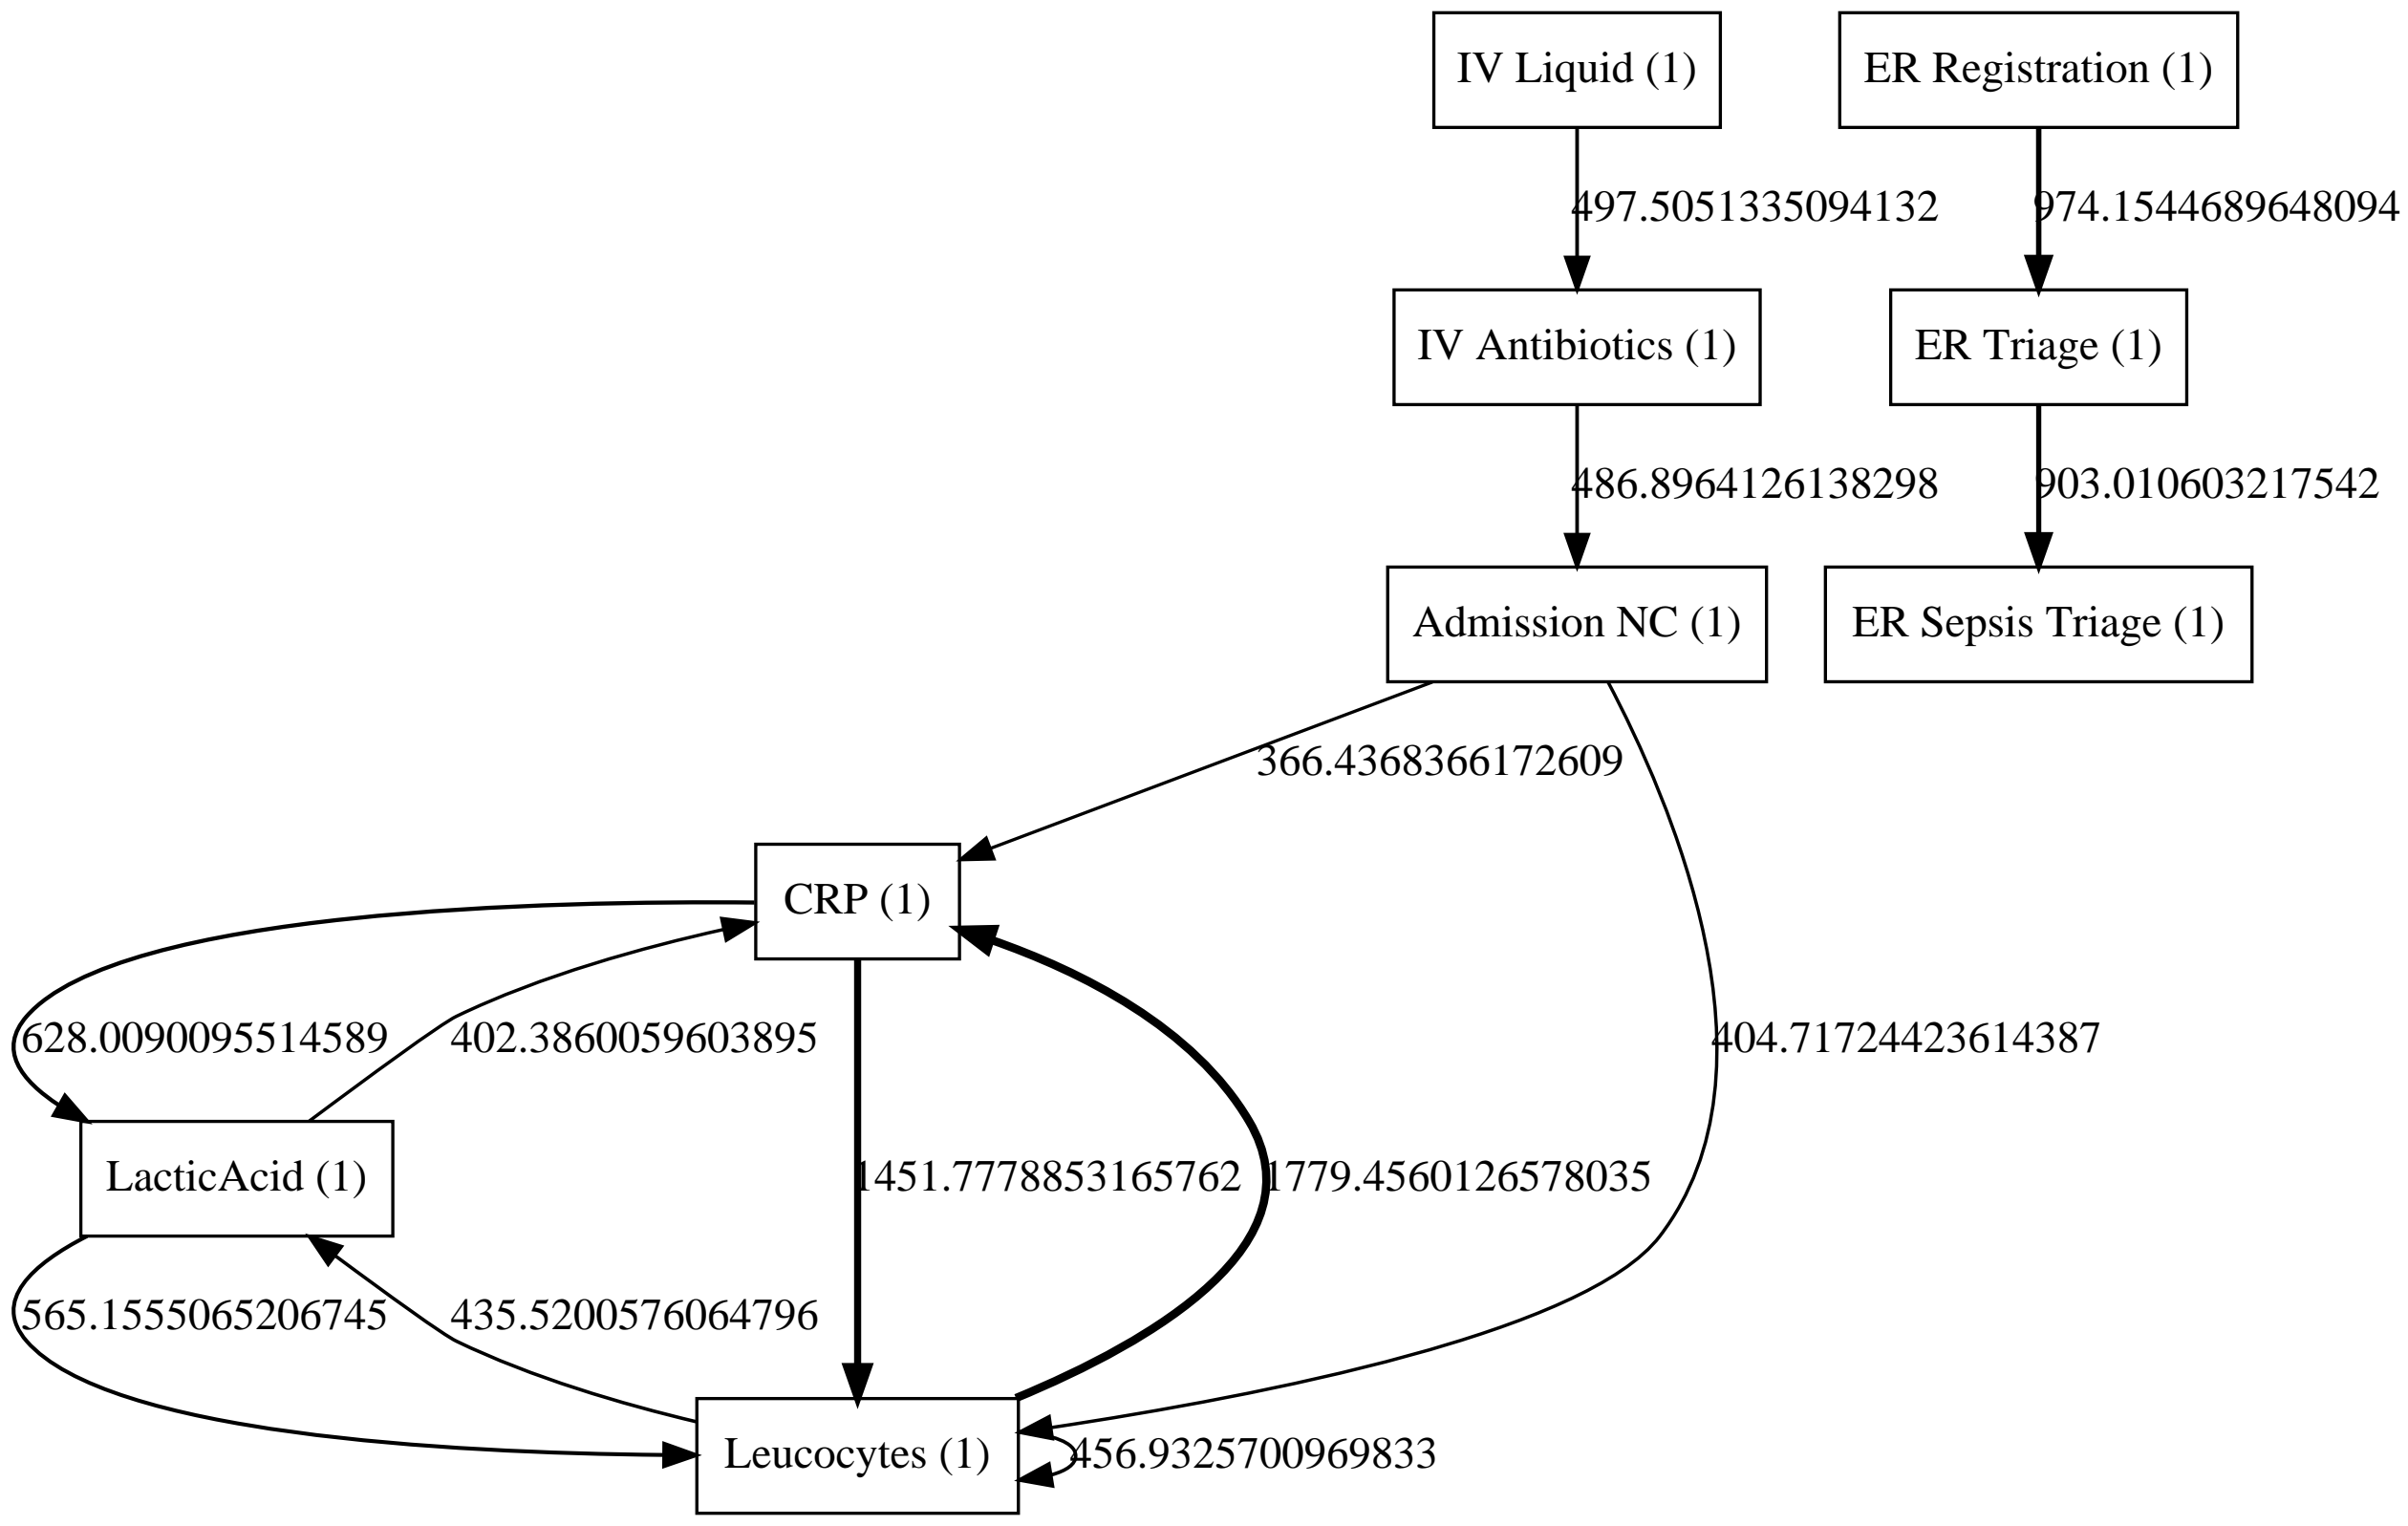 IV Liquid (1)
ER Registration (1)
497.5051335094132
974.1544689648094
IV Antibiotics (1)
ER Triage (1)
486.8964126138298
903.010603217542
Admission NC (1)
ER Sepsis Triage (1)
366.4368366172609
CRP (1)
628.0090095514589
402.3860059603895
404.71724423614387
LacticAcid (1)
1451.7778853165762
1779.4560126578035
565.1555065206745
435.5200576064796
Leucocytes (1)
456.9325700969833